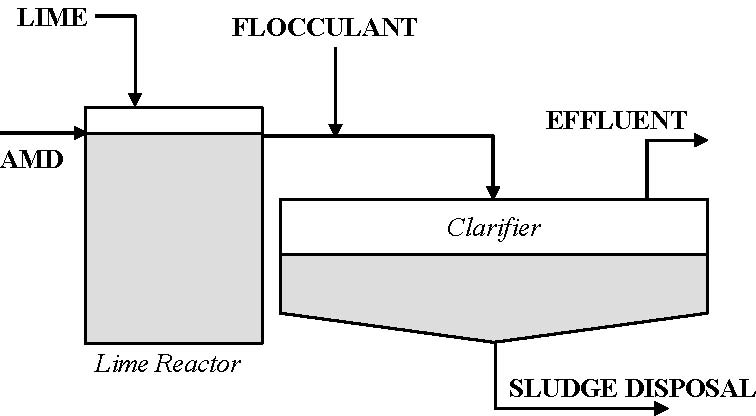 LIME
FLOCCULANT
EFFLUENT
AMD
Clarifier
Lime Reactor
SLUDGE DISPOSAL